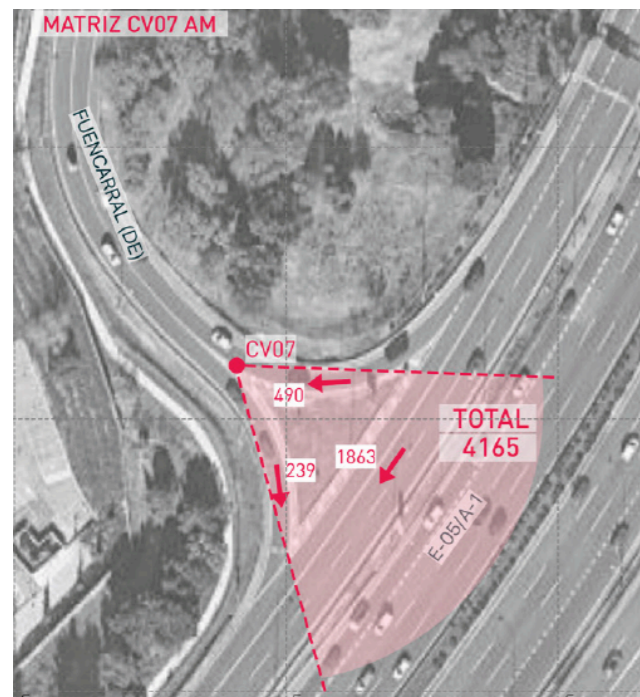 MATRIZ CV07 AM
FUENCARRAL (DE)
CV07
490
TOTAL
4165
1863
239
E-05/A-1